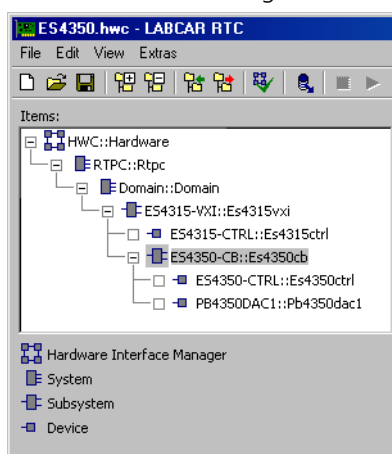 ES4350.hwc - LABCAR RTC
File Edit View Extras
Items:
HWC::Hardware
RTPC::Rtpc
Domain::Domain
ES4315-VXI::Es4315vxi
ES4315-CTRL::Es4315ctrl
ES4350-CB::Es4350cb
ES4350-CTRL::Es4350ctrl
PB4350DAC1::Pb4350dac1
Hardware Interface Manager
System
Subsystem
Device